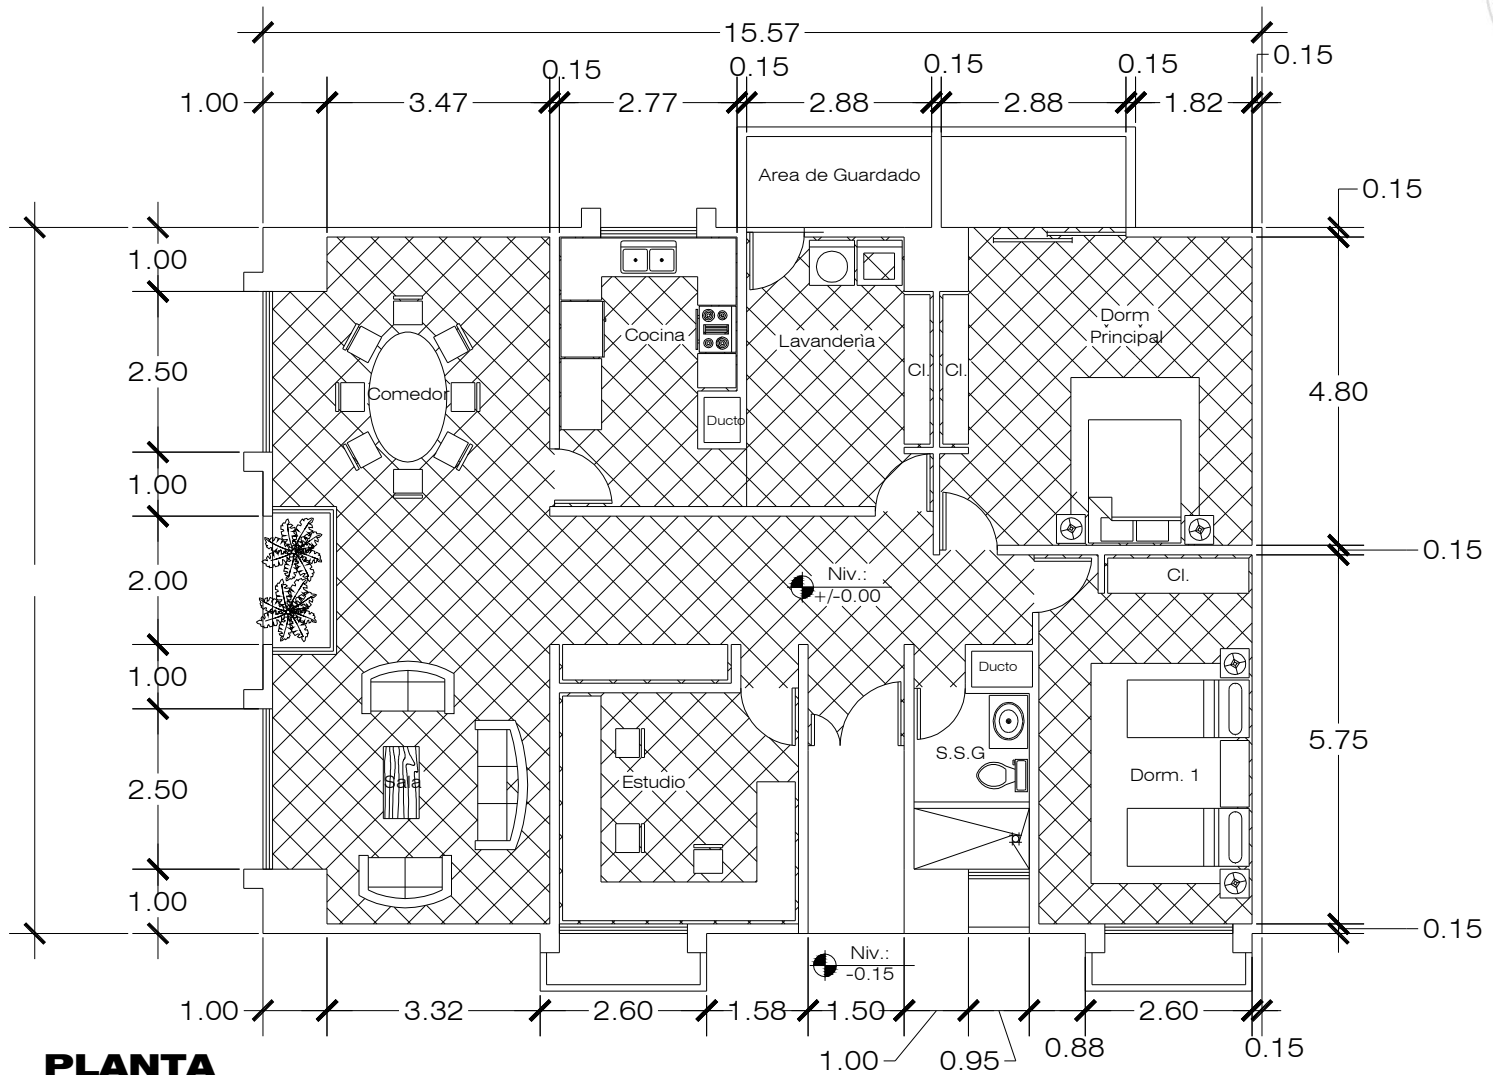 15.57
0.15
0.15
0.15
0.15
0.15
1.00
3.47
2.77
2.88
2.88
1.82
Area de Guardado
0.15
1.00
Dorm
Principal
Cocina
Lavanderia
2.50
Cl.
Cl.
4.80
Comedor
Ducto
1.00
0.15
Niv.:
+/-0.00
Cl.
2.00
Ducto
1.00
S.S.G
5.75
Sala
Estudio
Dorm. 1
2.50
1.00
0.15
Niv.:
-0.15
1.00
3.32
2.60
1.58
1.50
2.60
1.00
0.95
0.88
0.15
PLANTA